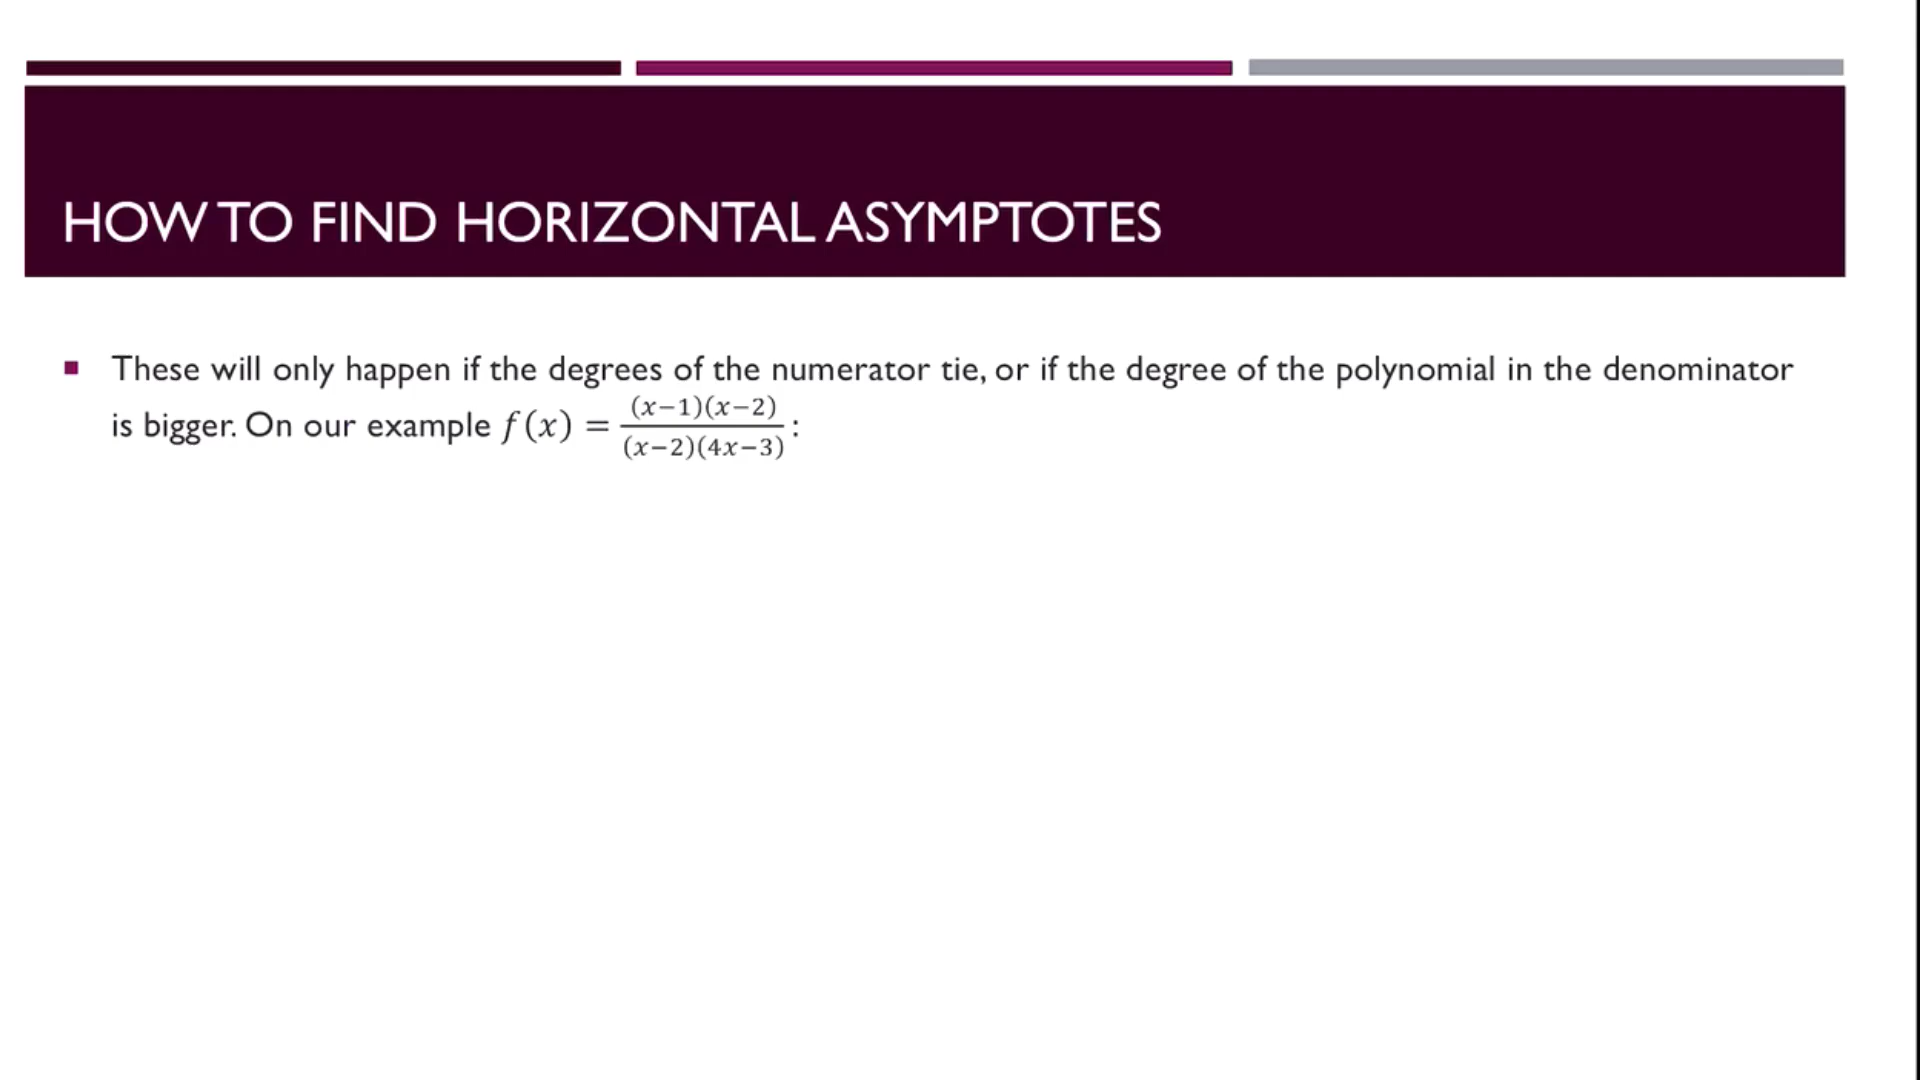 HOW TO FIND HORIZONTAL ASYMPTOTES
These will only happen if the degrees of the numerator tie, or if the degree of the polynomial in the denominator
is bigger. On our example f(x) = (x−1)(x−2)/(x−2)(4x−3) :